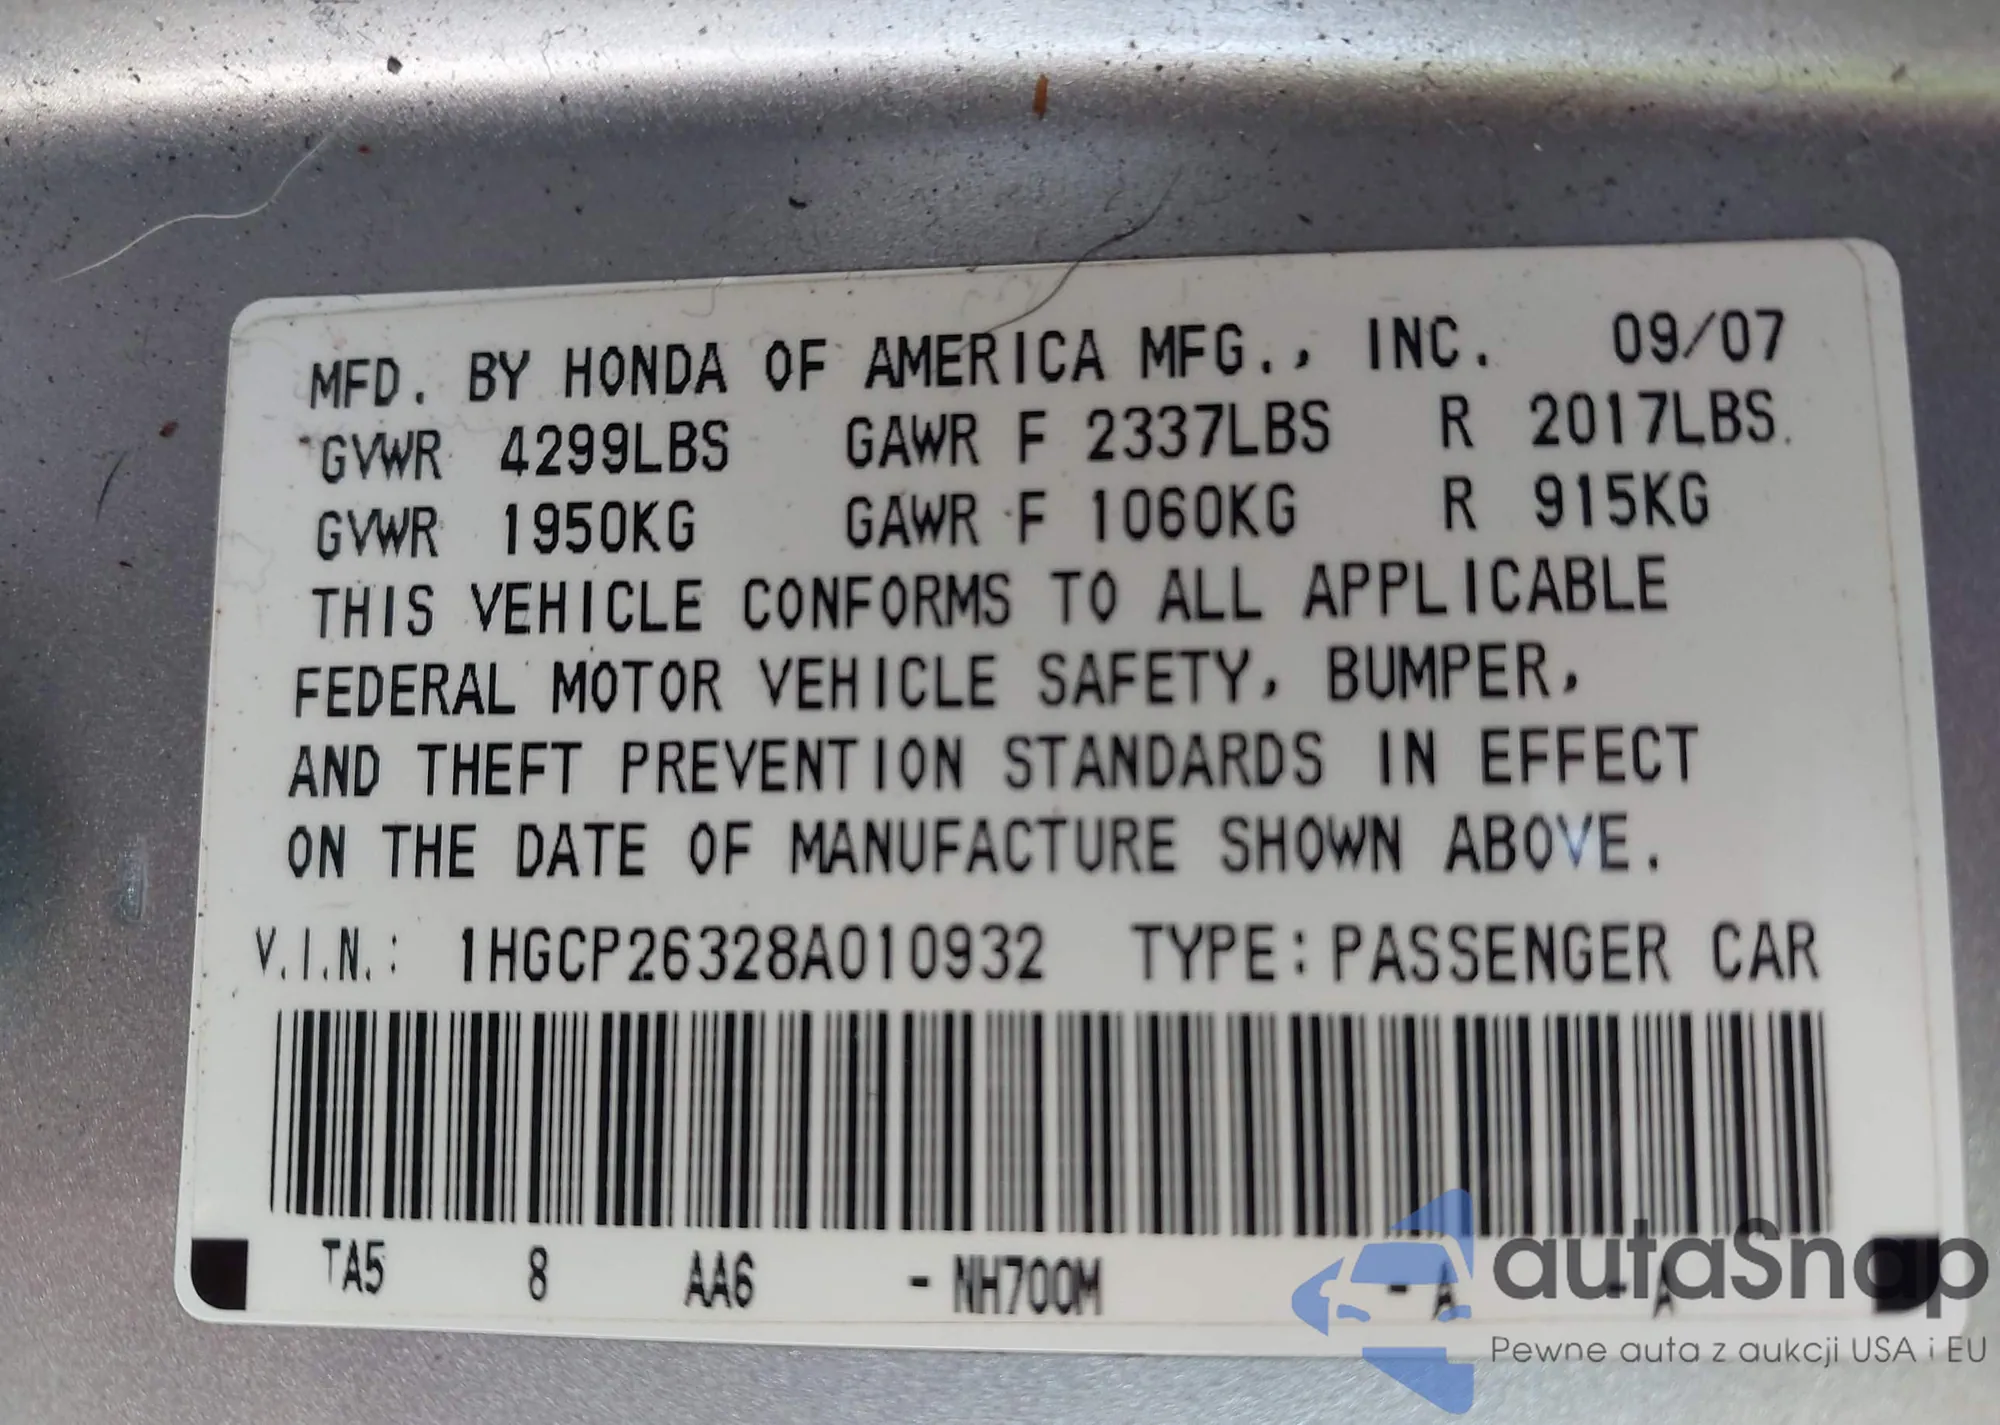 MFD. BY HONDA OF AMERICA MFG., INC. 09/07
GVWR 4299LBS GAWR F 2337LBS R 2017LBS
GVWR 1950KG GAWR F 1060KG R 915KG
THIS VEHICLE CONFORMS TO ALL APPLICABLE
FEDERAL MOTOR VEHICLE SAFETY, BUMPER,
AND THEFT PREVENTION STANDARDS IN EFFECT
ON THE DATE OF MANUFACTURE SHOWN ABOVE.
V.I.N.: 1HGCP26328A010932 TYPE: PASSENGER CAR
TA5 8 AA6 - NH700M - A - A
autaSnap
Pewne auta z aukcji USA i EU